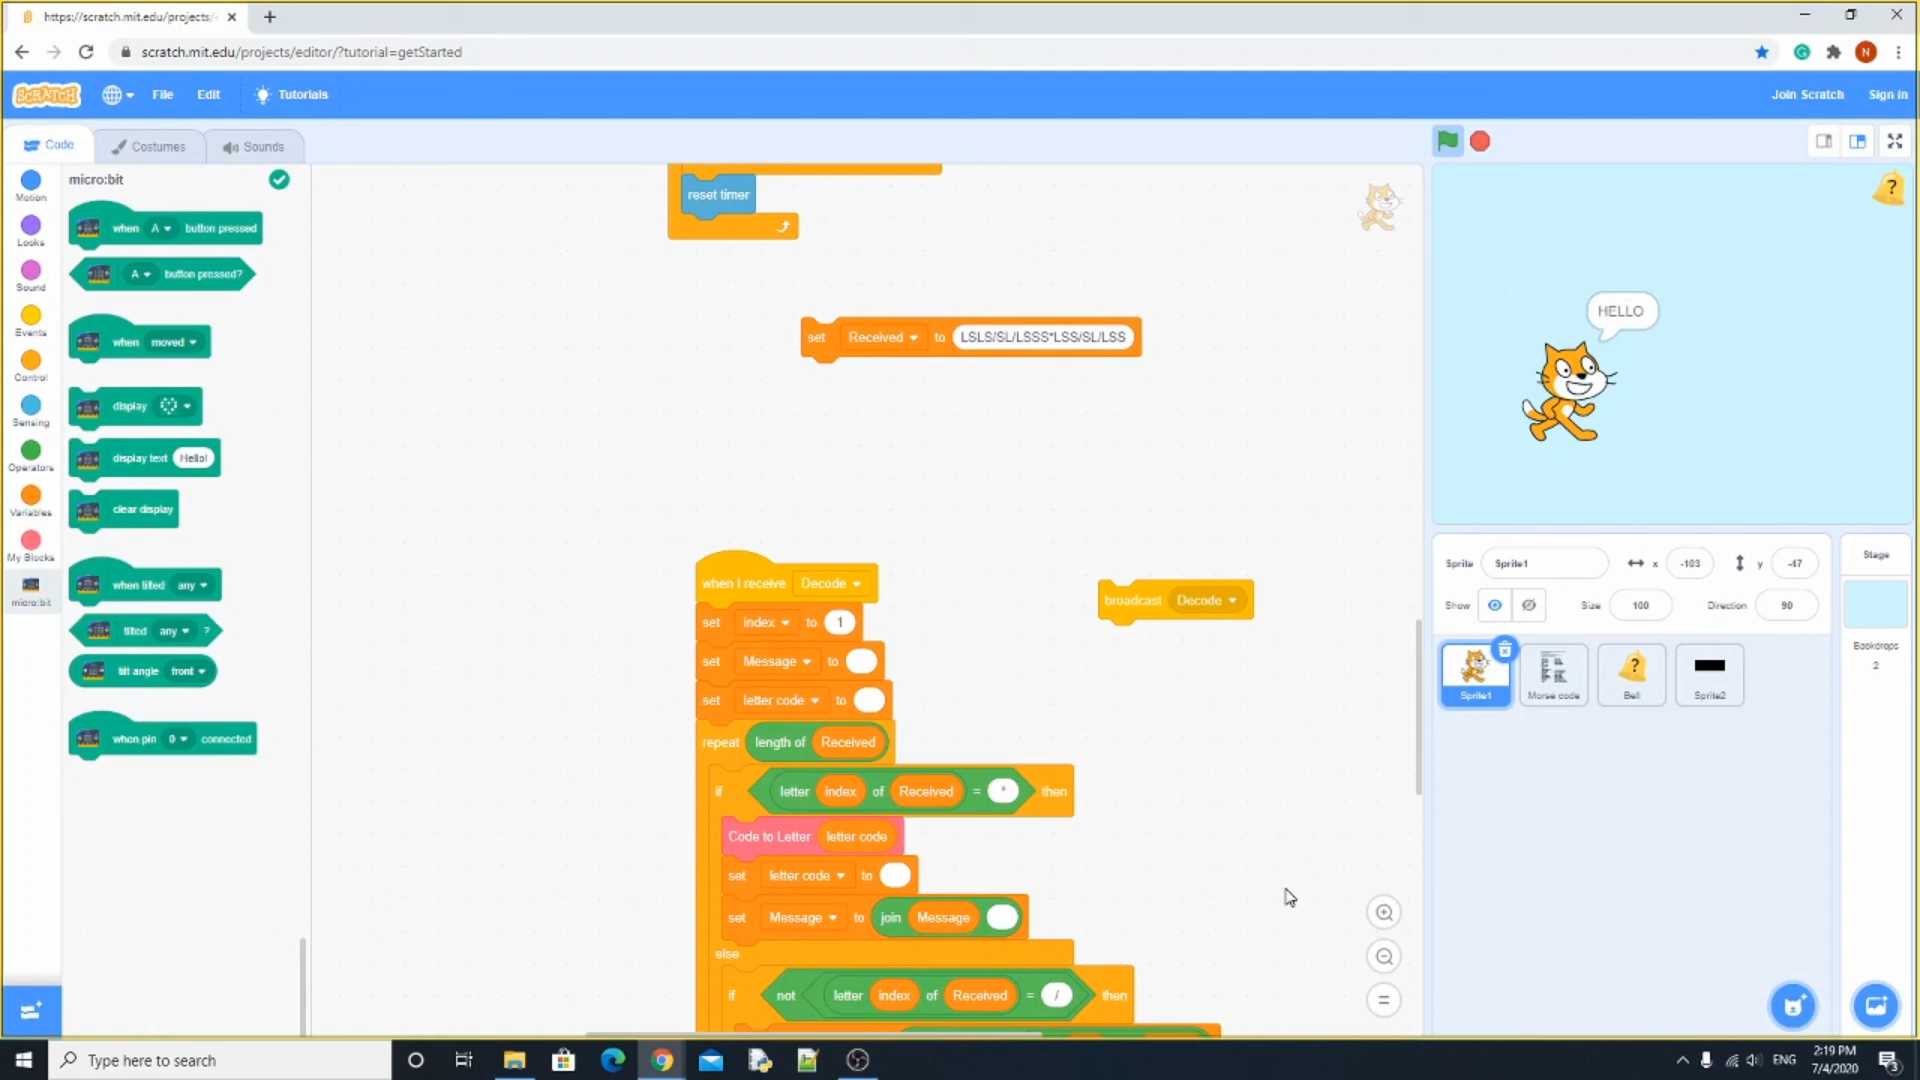 https://scratch.mit.edu/projects/
scratch.mit.edu/projects/editor/?tutorial=getStarted
N
SCRATCH
File
Edit
Tutorials
Join Scratch
Sign in
Code
Costumes
Sounds
Motion
Looks
Sound
Events
Control
Sensing
Operators
Variables
My Blocks
micro:bit
micro:bit
when A button pressed
A button pressed?
when moved
display
display text Hello!
clear display
when tilted any
tilted any ?
tilt angle front
when pin 0 connected
reset timer
set Received to LSLS/SL/LSSS*LSS/SL/LSS
when I receive Decode
set index to 1
set Message to
set letter code to
repeat length of Received
if letter index of Received = * then
Code to Letter letter code
set letter code to
set Message to join Message
else
if not letter index of Received = / then
broadcast Decode
?
HELLO
Sprite Sprite1 x -103 y -47
Show Size 100 Direction 90
Sprite1
Morse code
?
Bell
Sprite2
Stage
Backdrops
2
Type here to search
ENG
2:19 PM
7/4/2020
3